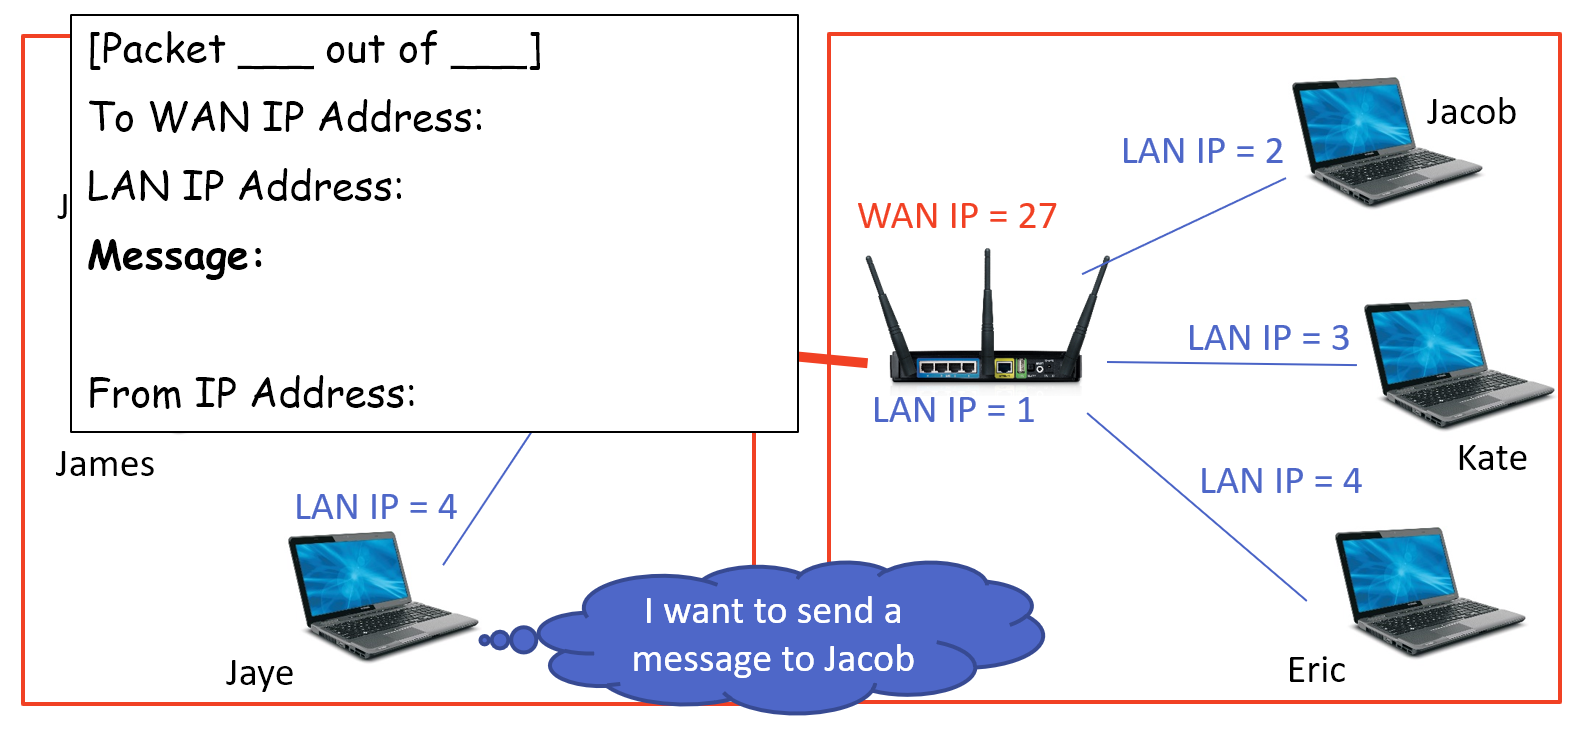 [Packet ___ out of ___]
To WAN IP Address:
LAN IP Address:
Message:
From IP Address:
J
James
LAN IP = 4
Jaye
I want to send a
message to Jacob
WAN IP = 27
LAN IP = 1
LAN IP = 2
Jacob
LAN IP = 3
Kate
LAN IP = 4
Eric